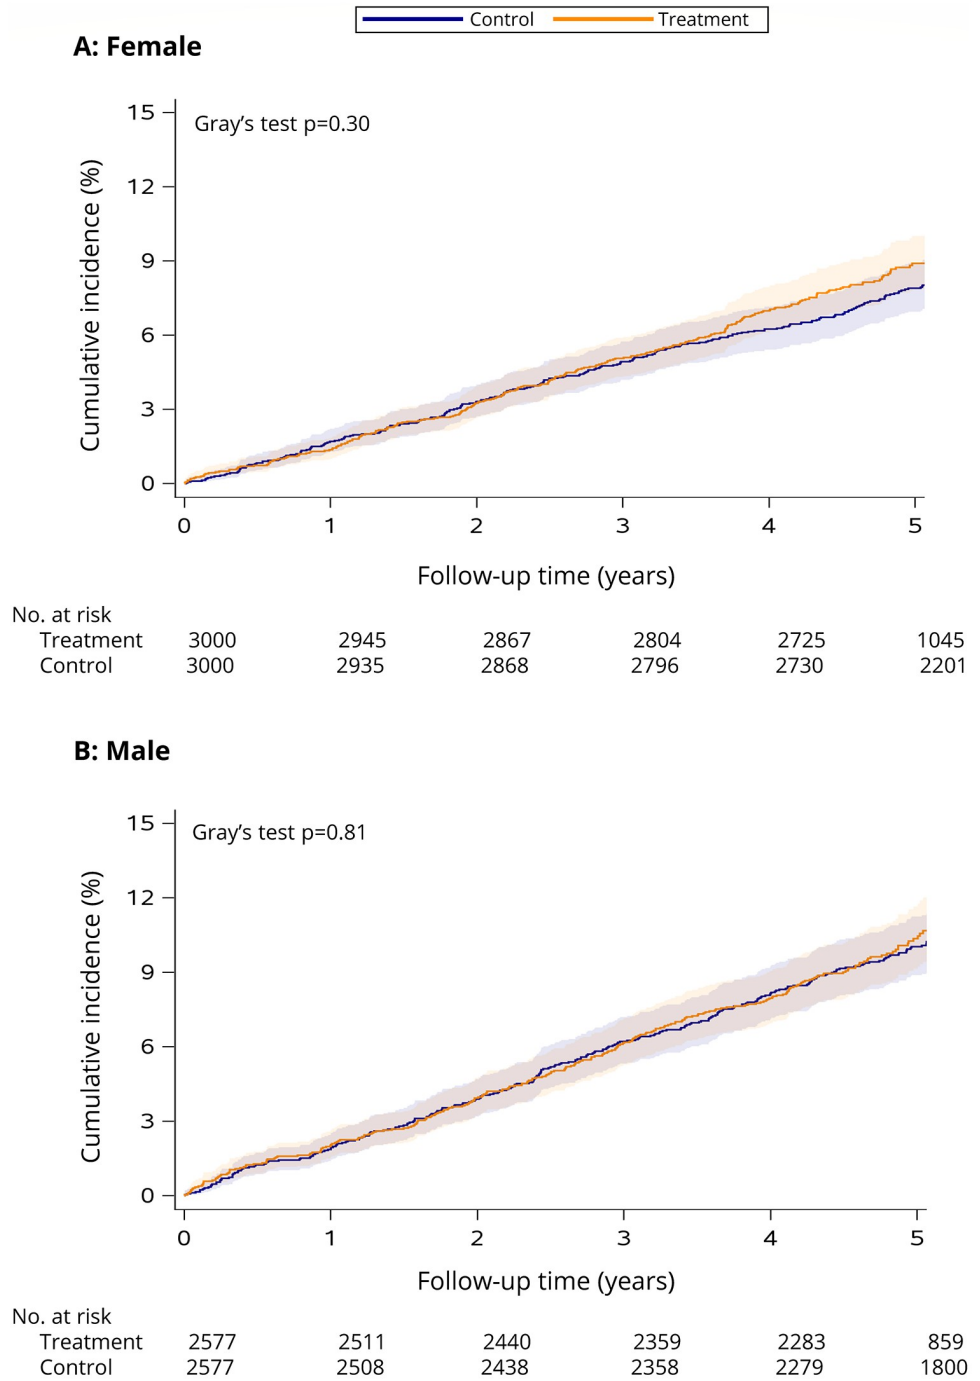 Control Treatment
A: Female
Gray’s test p=0.30
Cumulative incidence (%)
15
12
9
6
3
0
0 1 2 3 4 5
Follow-up time (years)
No. at risk
Treatment 3000 2945 2867 2804 2725 1045
Control 3000 2935 2868 2796 2730 2201
B: Male
Gray’s test p=0.81
Cumulative incidence (%)
15
12
9
6
3
0
0 1 2 3 4 5
Follow-up time (years)
No. at risk
Treatment 2577 2511 2440 2359 2283 859
Control 2577 2508 2438 2358 2279 1800